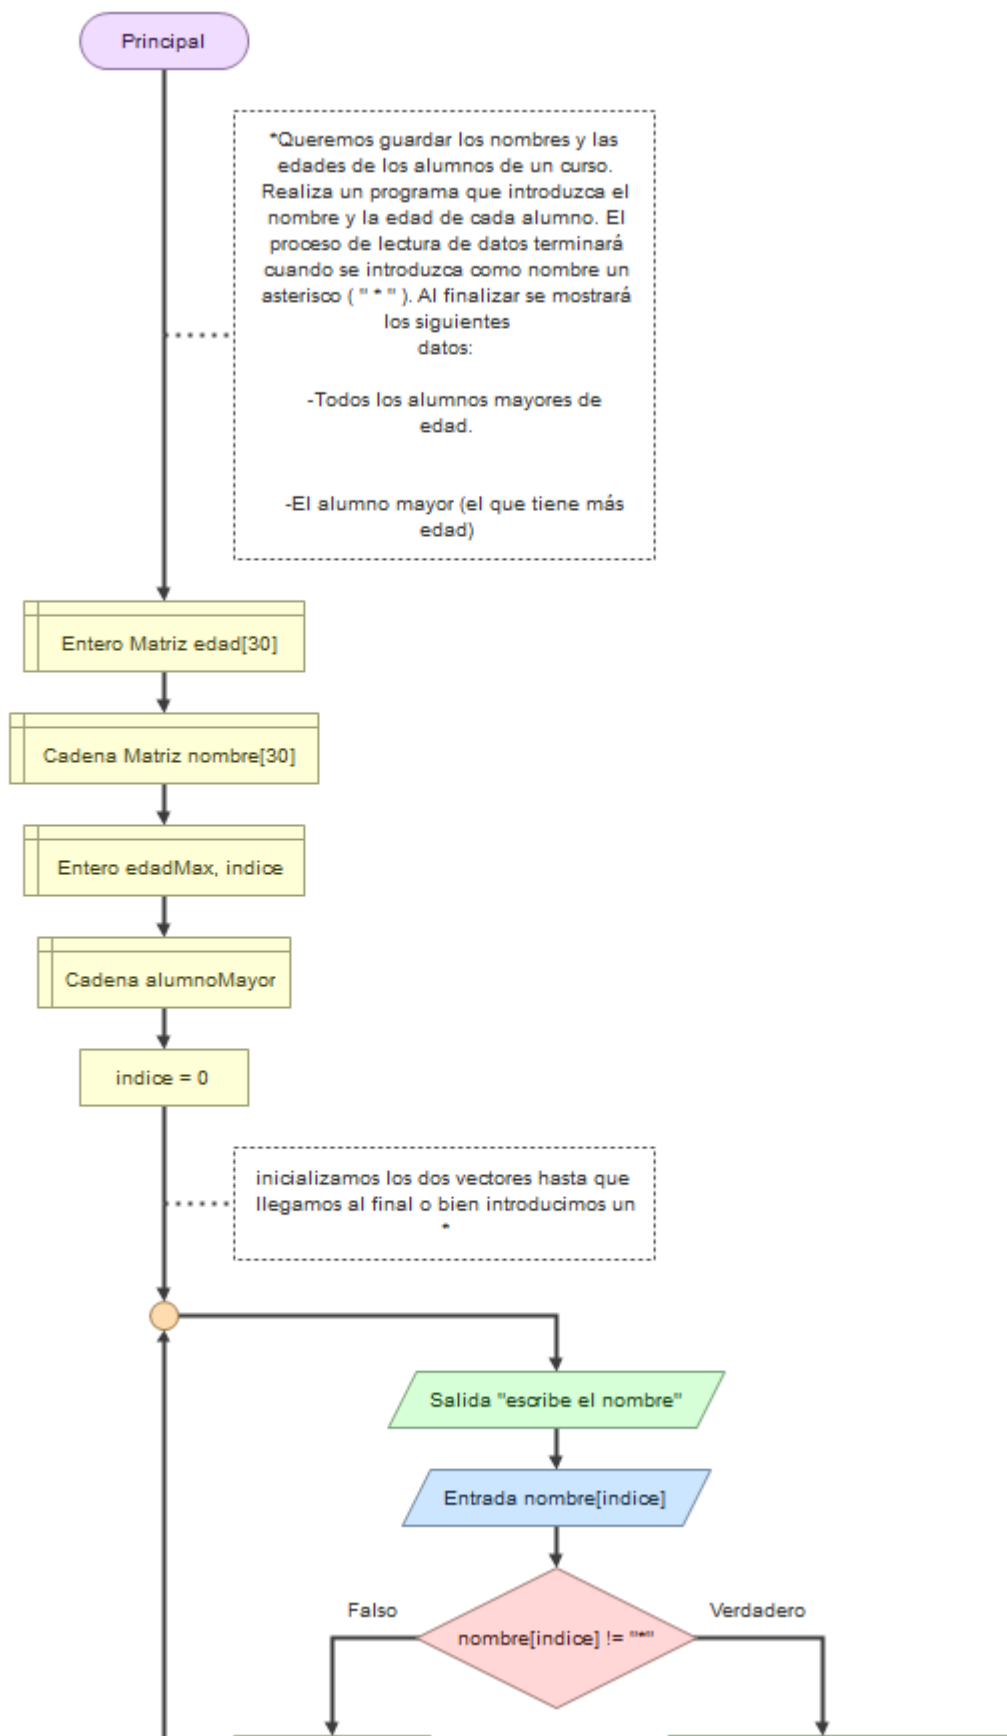 Principal
*Queremos guardar los nombres y las
edades de los alumnos de un curso.
Realiza un programa que introduzca el
nombre y la edad de cada alumno. El
proceso de lectura de datos terminará
cuando se introduzca como nombre un
asterisco ( " * " ). Al finalizar se mostrará
los siguientes
datos:
-Todos los alumnos mayores de
edad.
-El alumno mayor (el que tiene más
edad)
Entero Matriz edad[30]
Cadena Matriz nombre[30]
Entero edadMax, indice
Cadena alumnoMayor
indice = 0
inicializamos los dos vectores hasta que
llegamos al final o bien introducimos un
*
Salida "escribe el nombre"
Entrada nombre[indice]
Falso
Verdadero
nombre[indice] != "*"